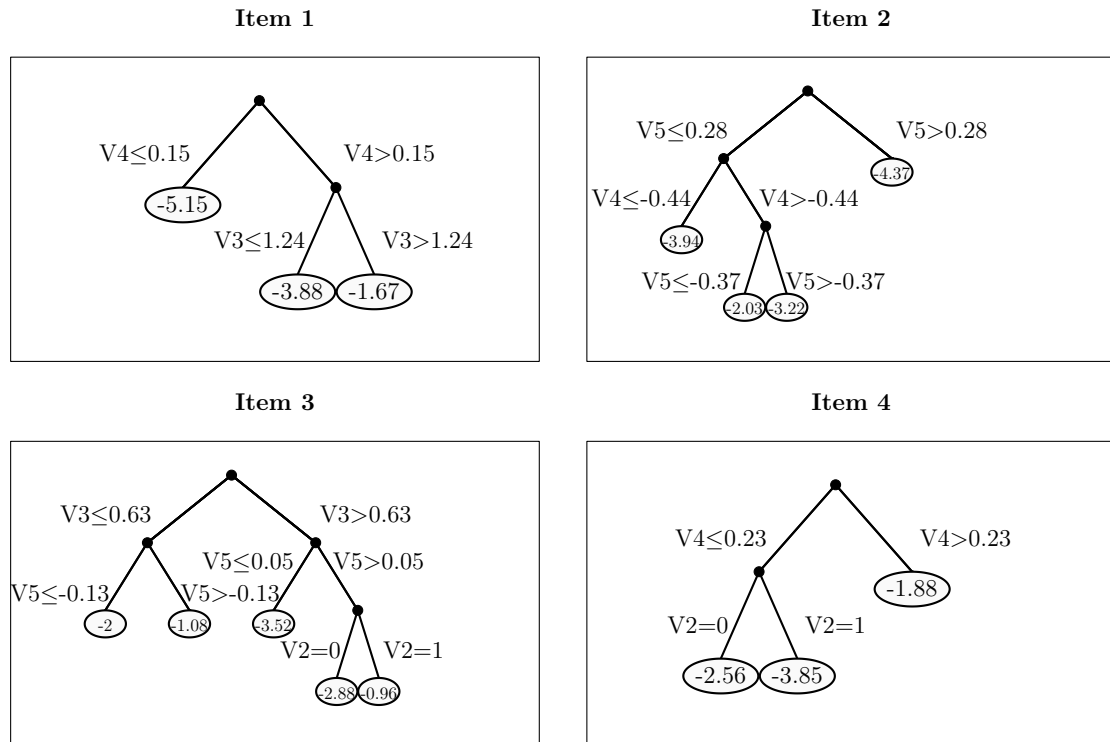 Item 1
V4≤0.15
V4>0.15
-5.15
V3≤1.24
V3>1.24
-3.88
-1.67
Item 2
V5≤0.28
V5>0.28
-4.37
V4≤-0.44
V4>-0.44
-3.94
V5≤-0.37
V5>-0.37
-2.03
-3.22
Item 3
V3≤0.63
V3>0.63
V5≤-0.13
V5>-0.13
V5≤0.05
V5>0.05
-2
-1.08
-3.52
V2=0
V2=1
-2.88
-0.96
Item 4
V4≤0.23
V4>0.23
-1.88
V2=0
V2=1
-2.56
-3.85